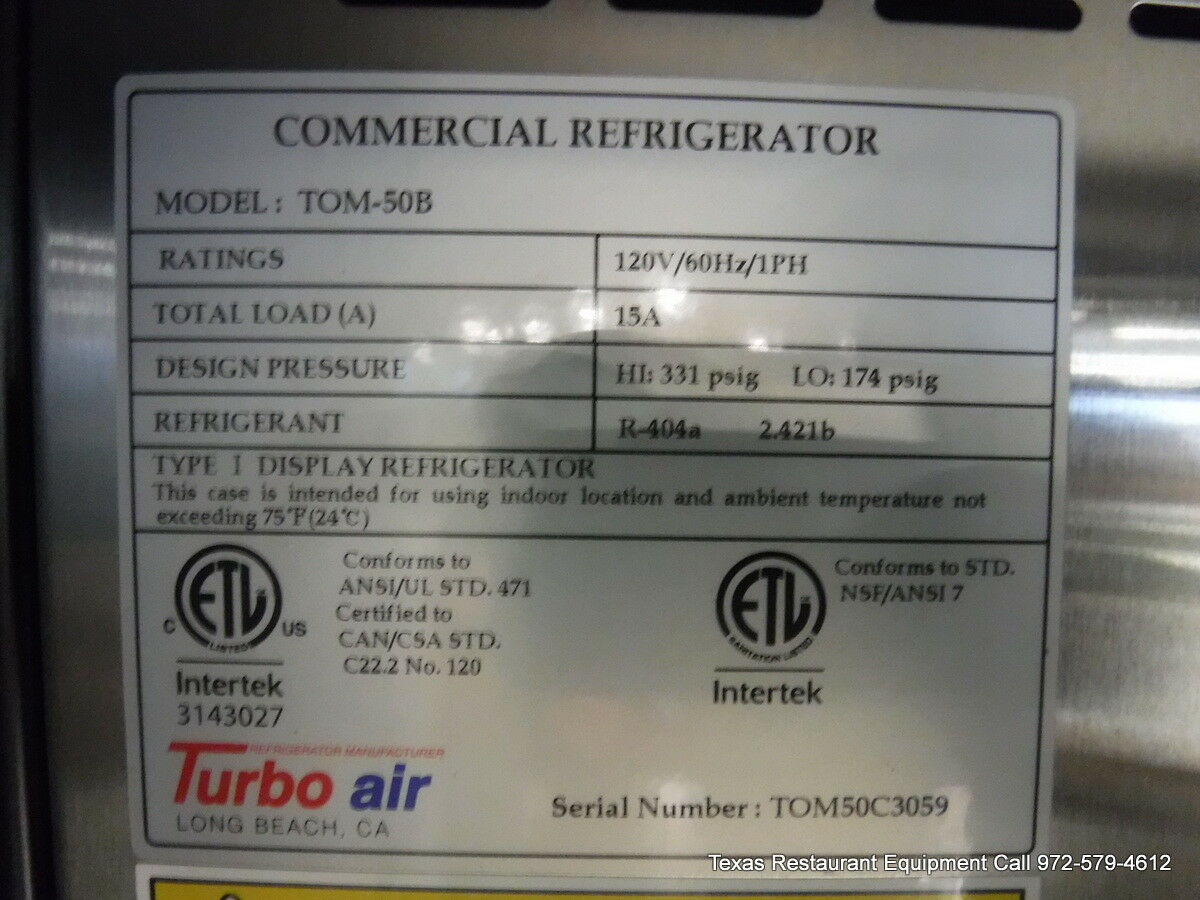 COMMERCIAL REFRIGERATOR
MODEL : TOM-50B
RATINGS 120V/60Hz/1PH
TOTAL LOAD (A) 15A
DESIGN PRESSURE HI: 331 psig LO: 174 psig
REFRIGERANT R-404a 2.421b
TYPE I DISPLAY REFRIGERATOR
This case is intended for using indoor location and ambient temperature not
exceeding 75°F(24°C)
ETL
LISTED
C US
Intertek
3143027
Conforms to
ANSI/UL STD. 471
Certified to
CAN/CSA STD.
C22.2 No. 120
ETL
SANITATION LISTED
Intertek
Conforms to STD.
NSF/ANSI 7
REFRIGERATOR MANUFACTURER
Turbo air
LONG BEACH, CA
Serial Number : TOM50C3059
Texas Restaurant Equipment Call 972-579-4612